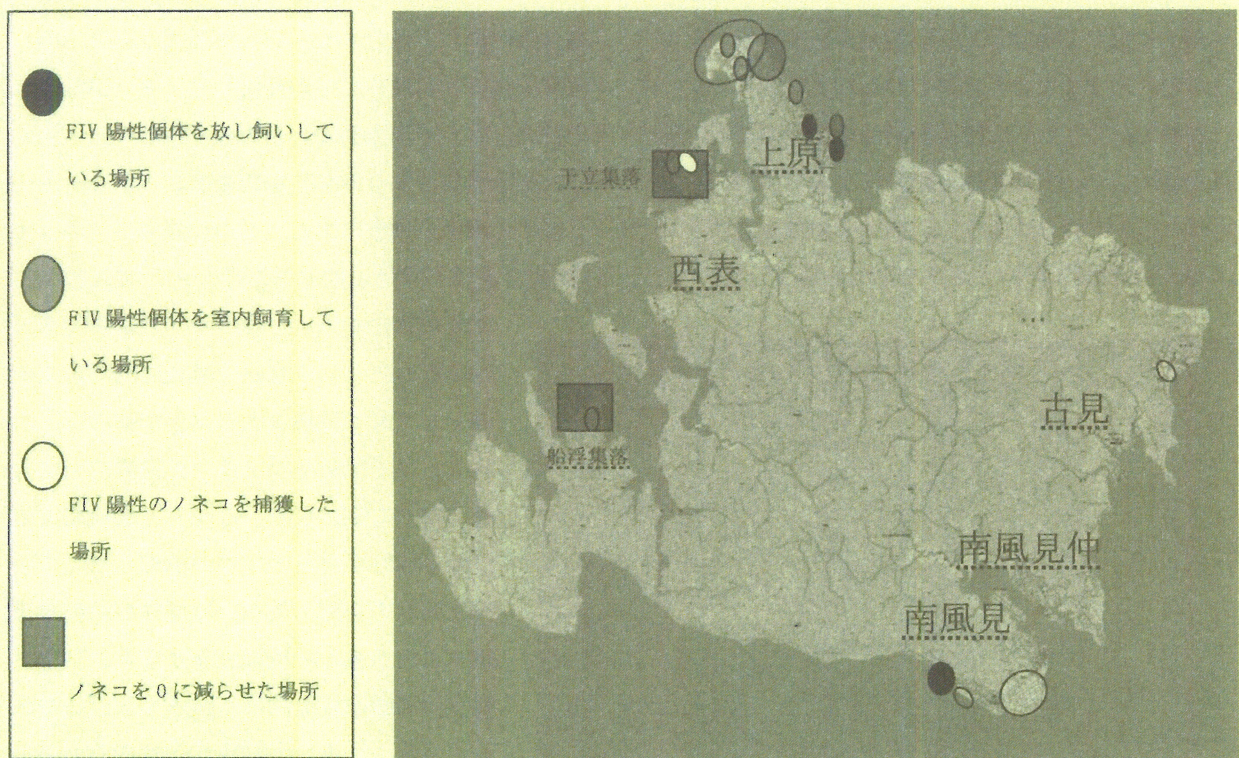 FIV 陽性個体を放し飼いして
いる場所
FIV 陽性個体を室内飼育して
いる場所
FIV 陽性のノネコを捕獲した
場所
ノネコを0に減らせた場所
上原
干立集落
西表
古見
船浮集落
南風見仲
南風見